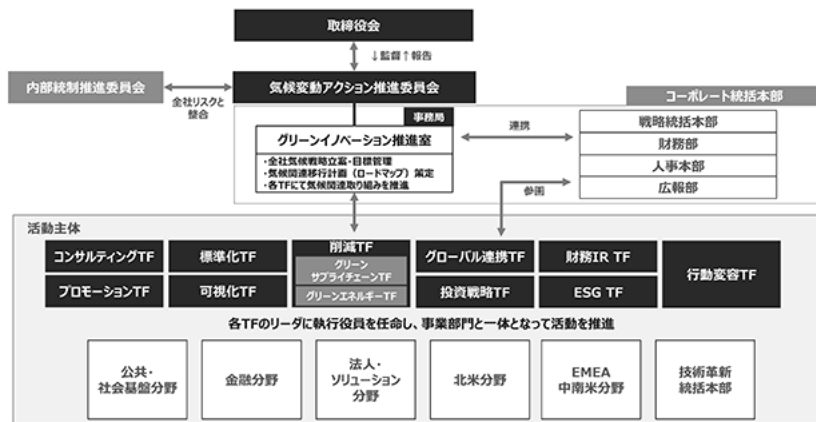 取締役会
↓監督↑報告
内部統制推進委員会
気候変動アクション推進委員会
全社リスクと
整合
コーポレート統括本部
事務局
グリーンイノベーション推進室
・全社気候戦略立案・目標管理
・気候関連移行計画（ロードマップ）策定
・各TFにて気候関連取り組みを推進
連携
戦略統括本部
財務部
人事本部
広報部
参画
活動主体
コンサルティングTF
標準化TF
削減TF
グリーン
サプライチェーンTF
グリーンエネルギーTF
グローバル連携TF
財務IR TF
行動変容TF
プロモーションTF
可視化TF
投資戦略TF
ESG TF
各TFのリーダに執行役員を任命し、事業部門と一体となって活動を推進
公共・
社会基盤分野
金融分野
法人・
ソリューション
分野
北米分野
EMEA
中南米分野
技術革新
統括本部